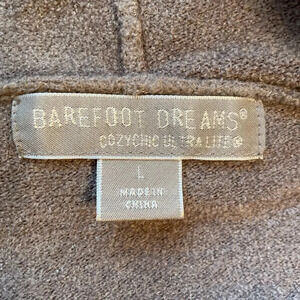 BAREFOOT DREAMS®
COZYCHIC ULTRA LITE®
L
MADE IN
CHINA